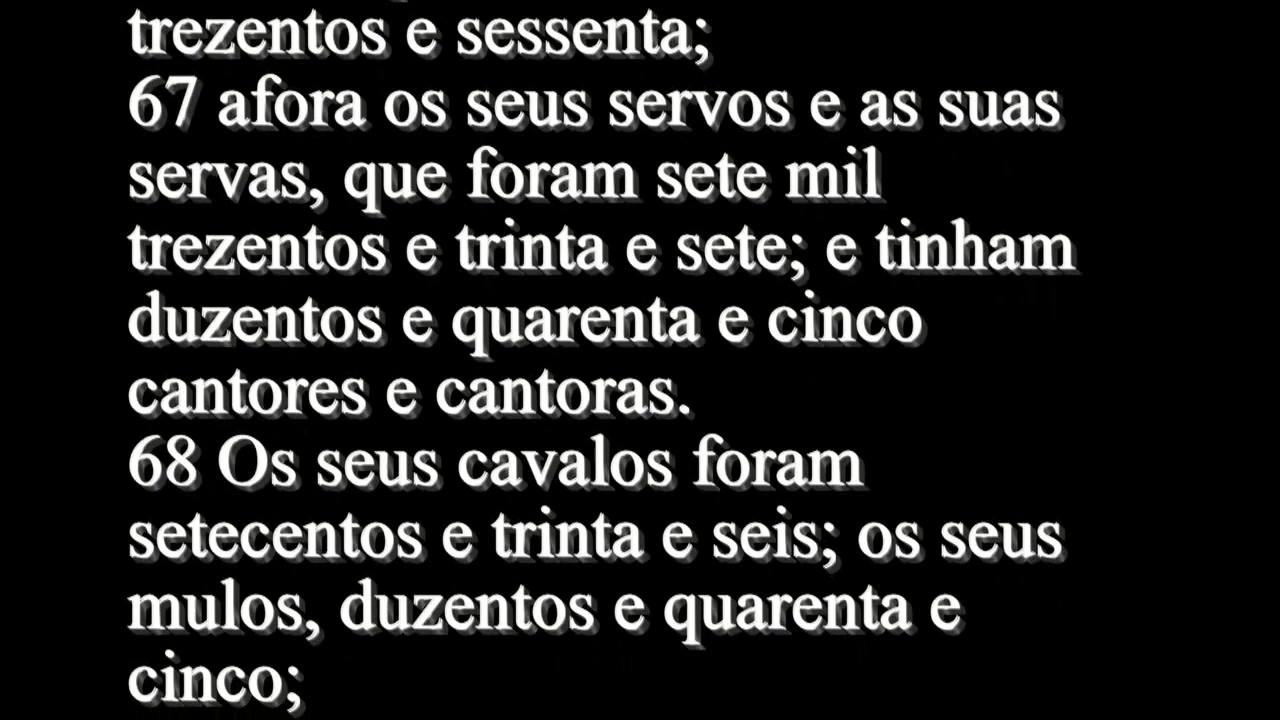 trezentos e sessenta;
67 afora os seus servos e as suas
servas, que foram sete mil
trezentos e trinta e sete; e tinham
duzentos e quarenta e cinco
cantores e cantoras.
68 Os seus cavalos foram
setecentos e trinta e seis; os seus
mulos, duzentos e quarenta e
cinco;